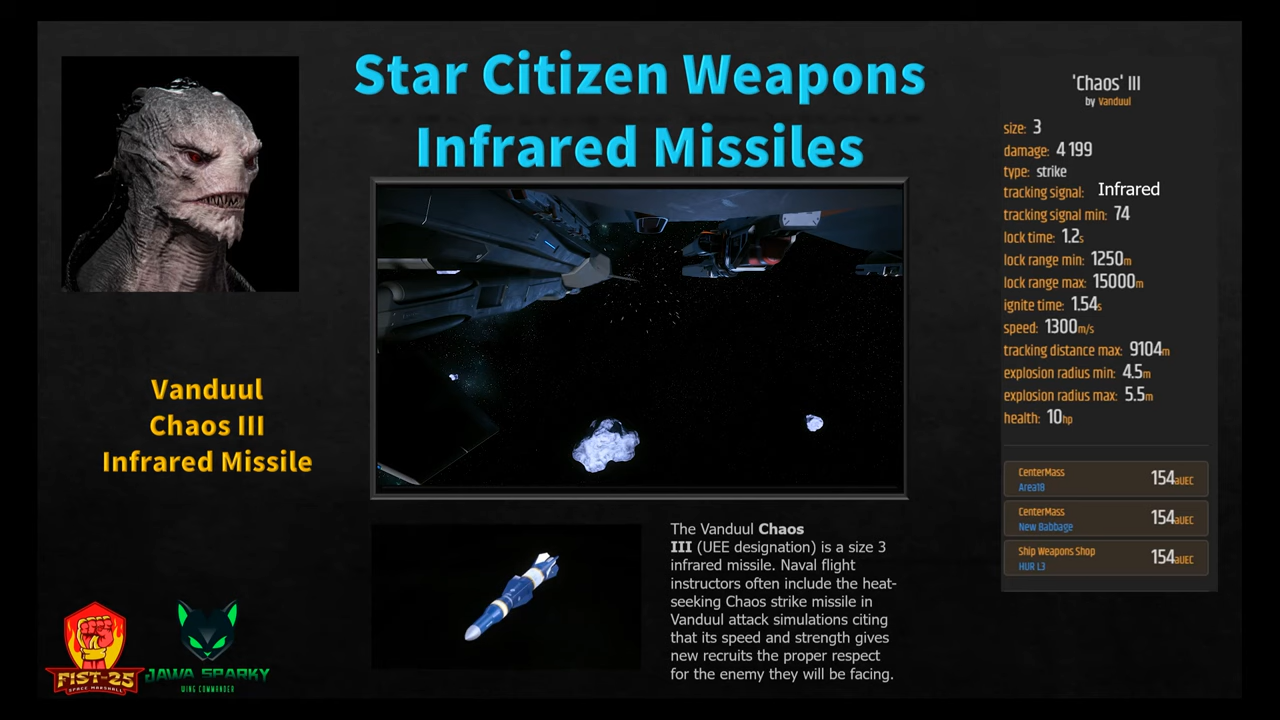 Star Citizen Weapons
Infrared Missiles
Vanduul
Chaos III
Infrared Missile
FIST-25
SPACE MARSHALL
JAWA SPARKY
WING COMMANDER
The Vanduul Chaos
III (UEE designation) is a size 3
infrared missile. Naval flight
instructors often include the heat-
seeking Chaos strike missile in
Vanduul attack simulations citing
that its speed and strength gives
new recruits the proper respect
for the enemy they will be facing.
'Chaos' III
by Vanduul
size: 3
damage: 4 199
type: strike
tracking signal: Infrared
tracking signal min: 74
lock time: 1.2s
lock range min: 1250m
lock range max: 15000m
ignite time: 1.54s
speed: 1300m/s
tracking distance max: 9104m
explosion radius min: 4.5m
explosion radius max: 5.5m
health: 10hp
CenterMass
Area18
154aUEC
CenterMass
New Babbage
154aUEC
Ship Weapons Shop
HUR L3
154aUEC